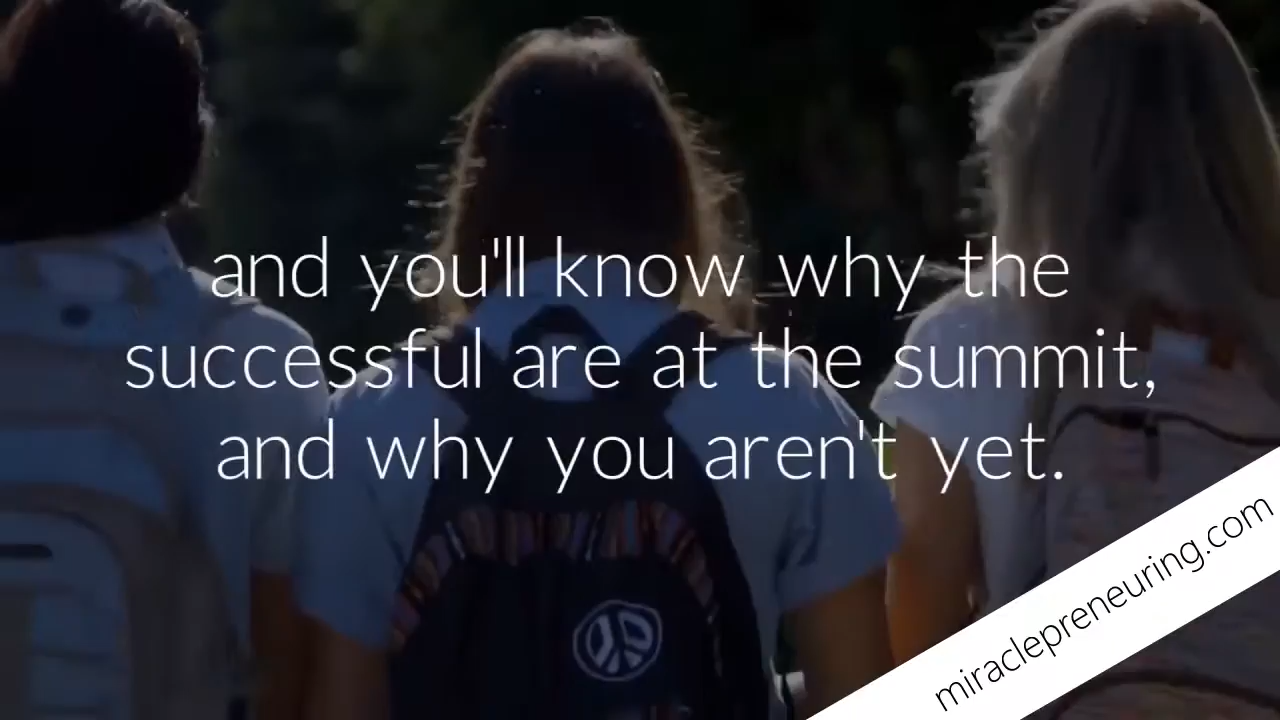 and you'll know why the
successful are at the summit,
and why you aren't yet.
miraclepreneuring.com